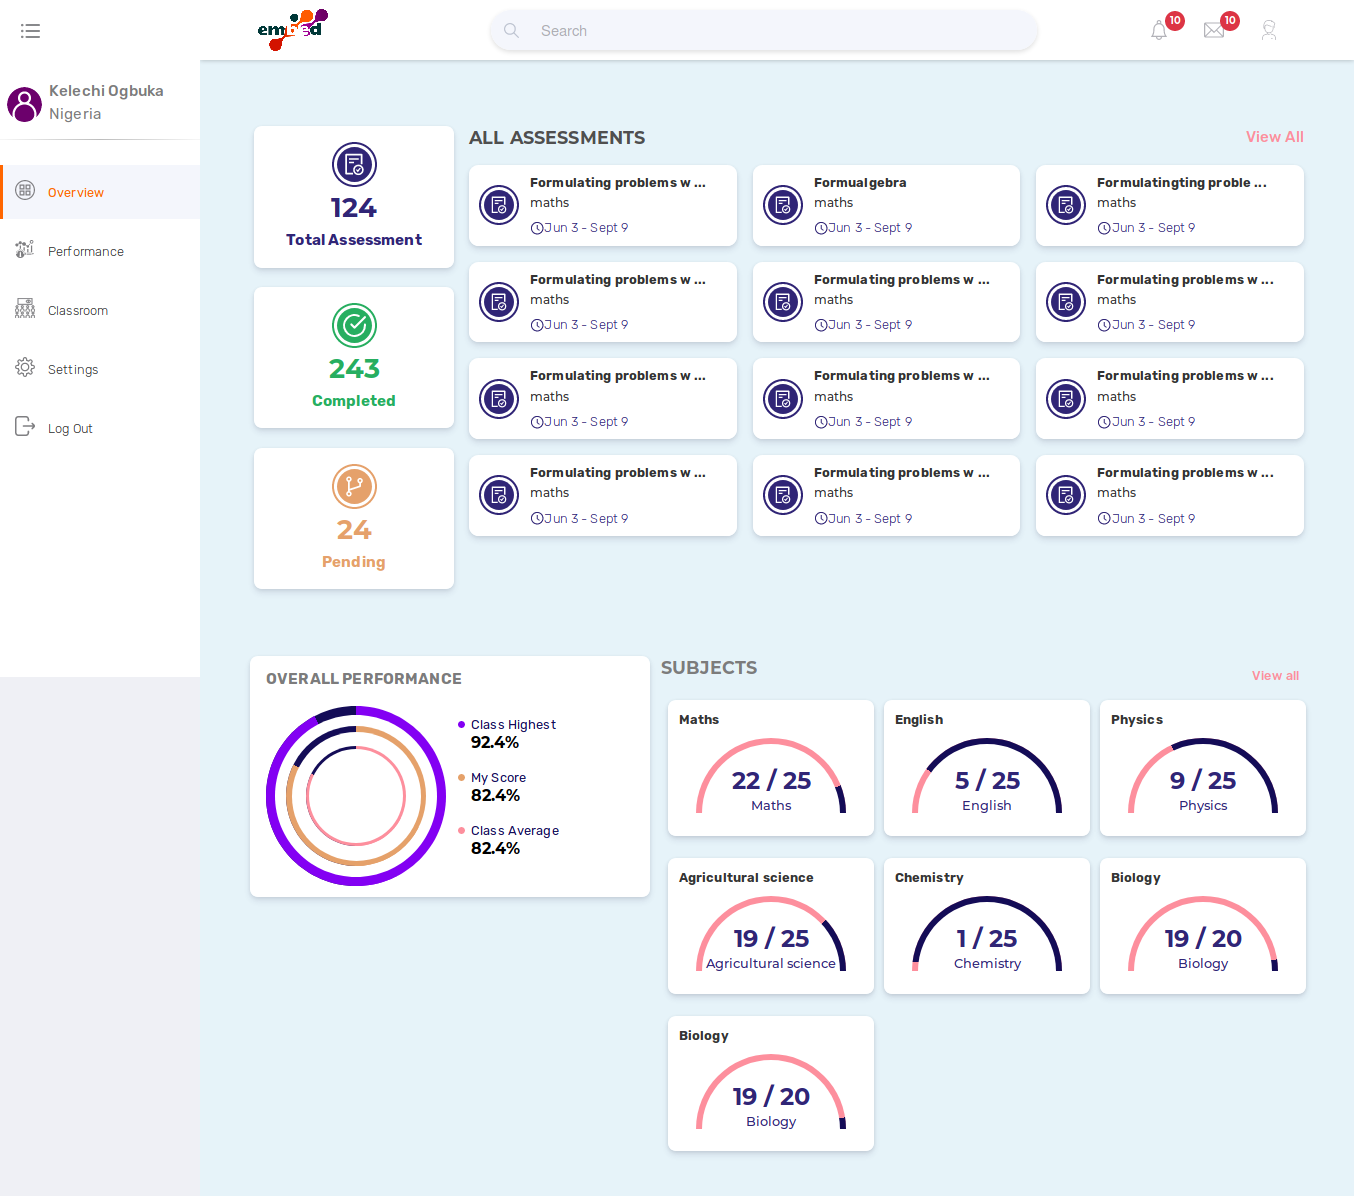 embed
Search
10
10
Kelechi Ogbuka
Nigeria
Overview
Performance
Classroom
Settings
Log Out
124
Total Assessment
243
Completed
24
Pending
ALL ASSESSMENTS
View All
Formulating problems w ...
maths
Jun 3 - Sept 9
Formualgebra
maths
Jun 3 - Sept 9
Formulatingting proble ...
maths
Jun 3 - Sept 9
Formulating problems w ...
maths
Jun 3 - Sept 9
Formulating problems w ...
maths
Jun 3 - Sept 9
Formulating problems w ...
maths
Jun 3 - Sept 9
Formulating problems w ...
maths
Jun 3 - Sept 9
Formulating problems w ...
maths
Jun 3 - Sept 9
Formulating problems w ...
maths
Jun 3 - Sept 9
Formulating problems w ...
maths
Jun 3 - Sept 9
Formulating problems w ...
maths
Jun 3 - Sept 9
Formulating problems w ...
maths
Jun 3 - Sept 9
OVERALL PERFORMANCE
Class Highest
92.4%
My Score
82.4%
Class Average
82.4%
SUBJECTS
View all
Maths
22 / 25
Maths
English
5 / 25
English
Physics
9 / 25
Physics
Agricultural science
19 / 25
Agricultural science
Chemistry
1 / 25
Chemistry
Biology
19 / 20
Biology
Biology
19 / 20
Biology